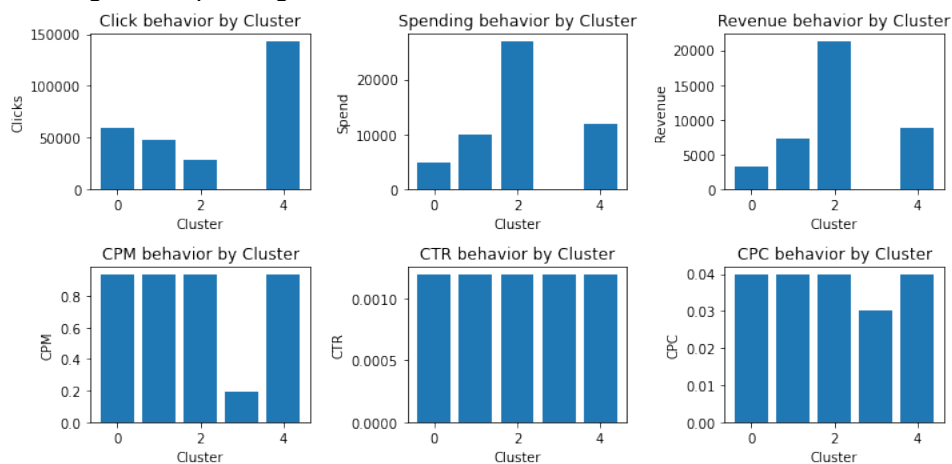 Click behavior by Cluster
150000
100000
50000
0
Clicks
0 2 4
Cluster
Spending behavior by Cluster
20000
10000
0
Spend
0 2 4
Cluster
Revenue behavior by Cluster
20000
15000
10000
5000
0
Revenue
0 2 4
Cluster
CPM behavior by Cluster
0.8
0.6
0.4
0.2
0.0
CPM
0 2 4
Cluster
CTR behavior by Cluster
0.0010
0.0005
0.0000
CTR
0 2 4
Cluster
CPC behavior by Cluster
0.04
0.03
0.02
0.01
0.00
CPC
0 2 4
Cluster